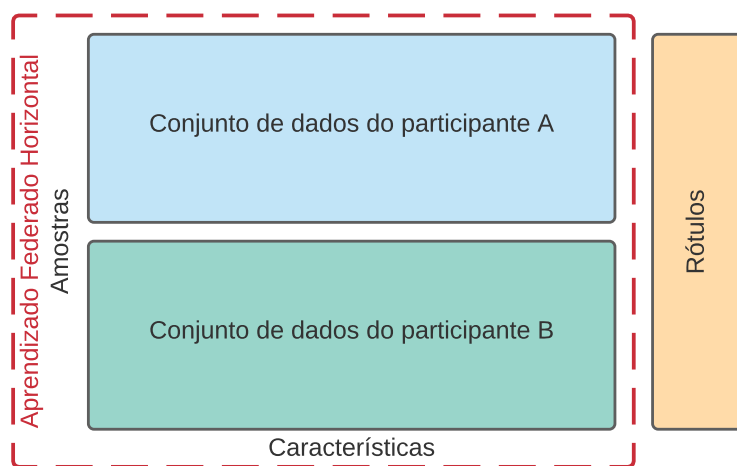 Aprendizado Federado Horizontal
Amostras
Conjunto de dados do participante A
Conjunto de dados do participante B
Características
Rótulos